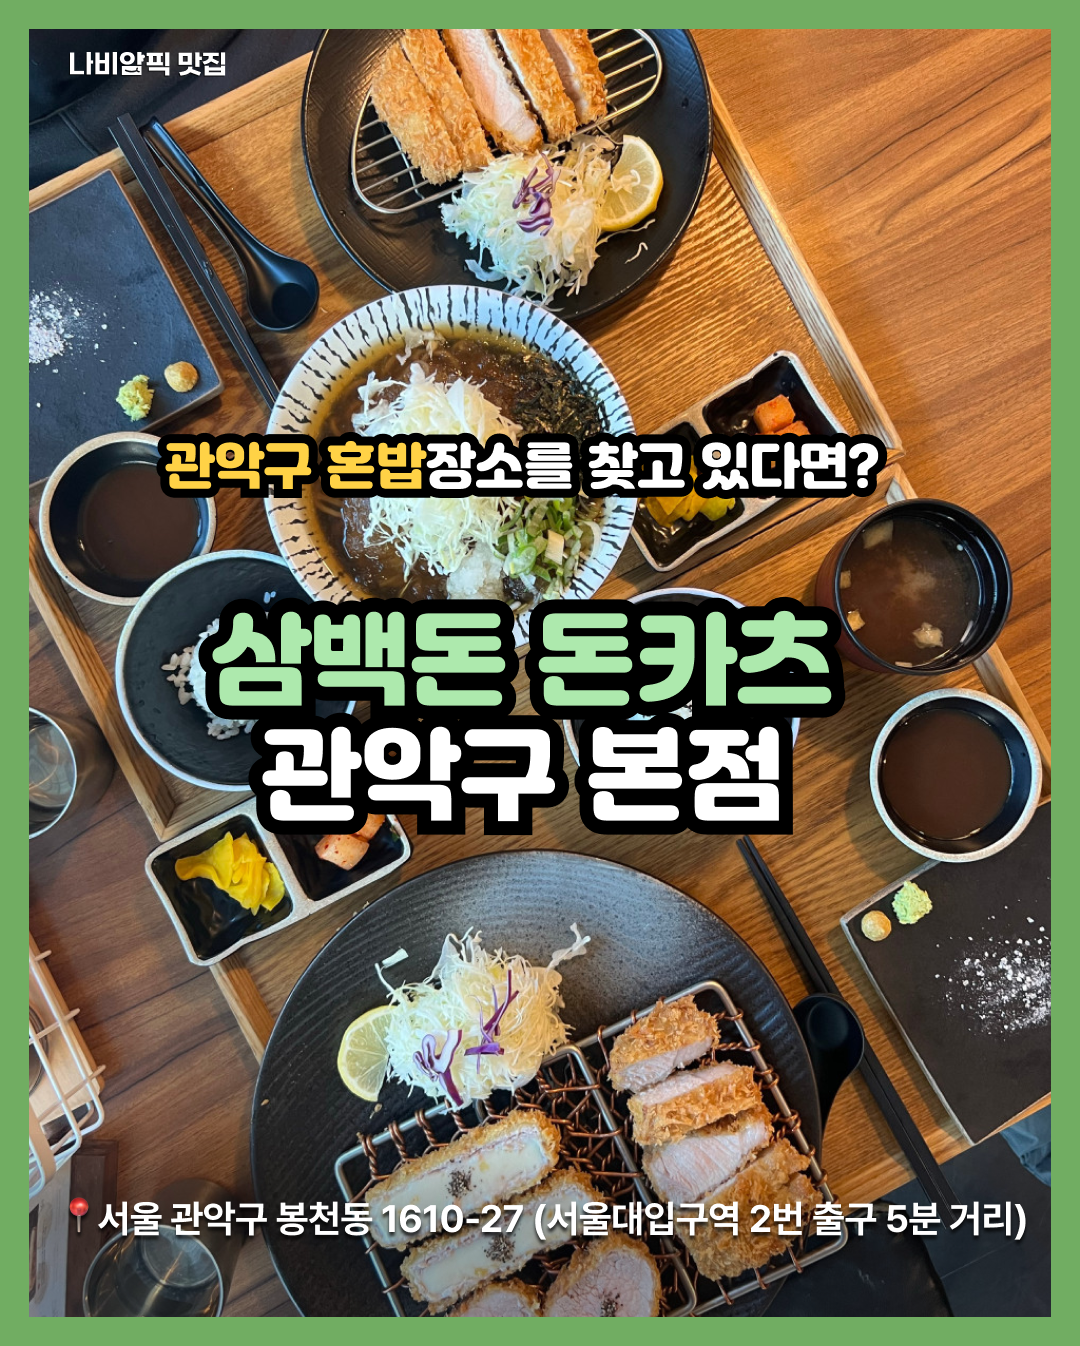 나비얌픽 맛집
관악구 혼밥장소를 찾고 있다면?
삼백돈 돈카츠
관악구 본점
서울 관악구 봉천동 1610-27 (서울대입구역 2번 출구 5분 거리)